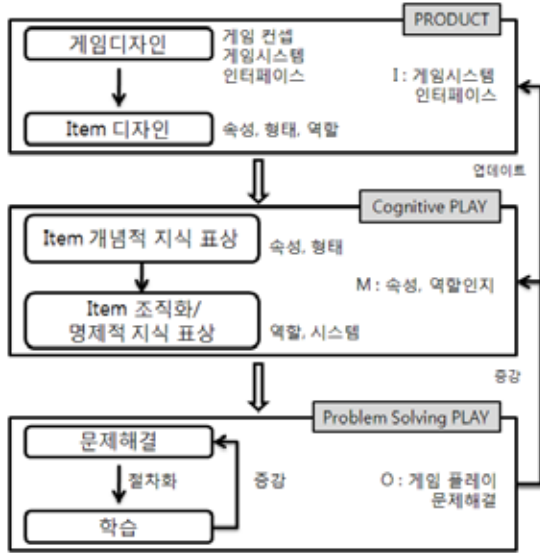 PRODUCT
게임디자인
게임 컨셉
게임시스템
인터페이스
I : 게임시스템
인터페이스
Item 디자인
속성, 형태, 역할
업데이트
Cognitive PLAY
Item 개념적 지식 표상
속성, 형태
M : 속성, 역할인지
Item 조직화/
명제적 지식 표상
역할, 시스템
증강
Problem Solving PLAY
문제해결
절차화
증강
O : 게임 플레이
문제해결
학습